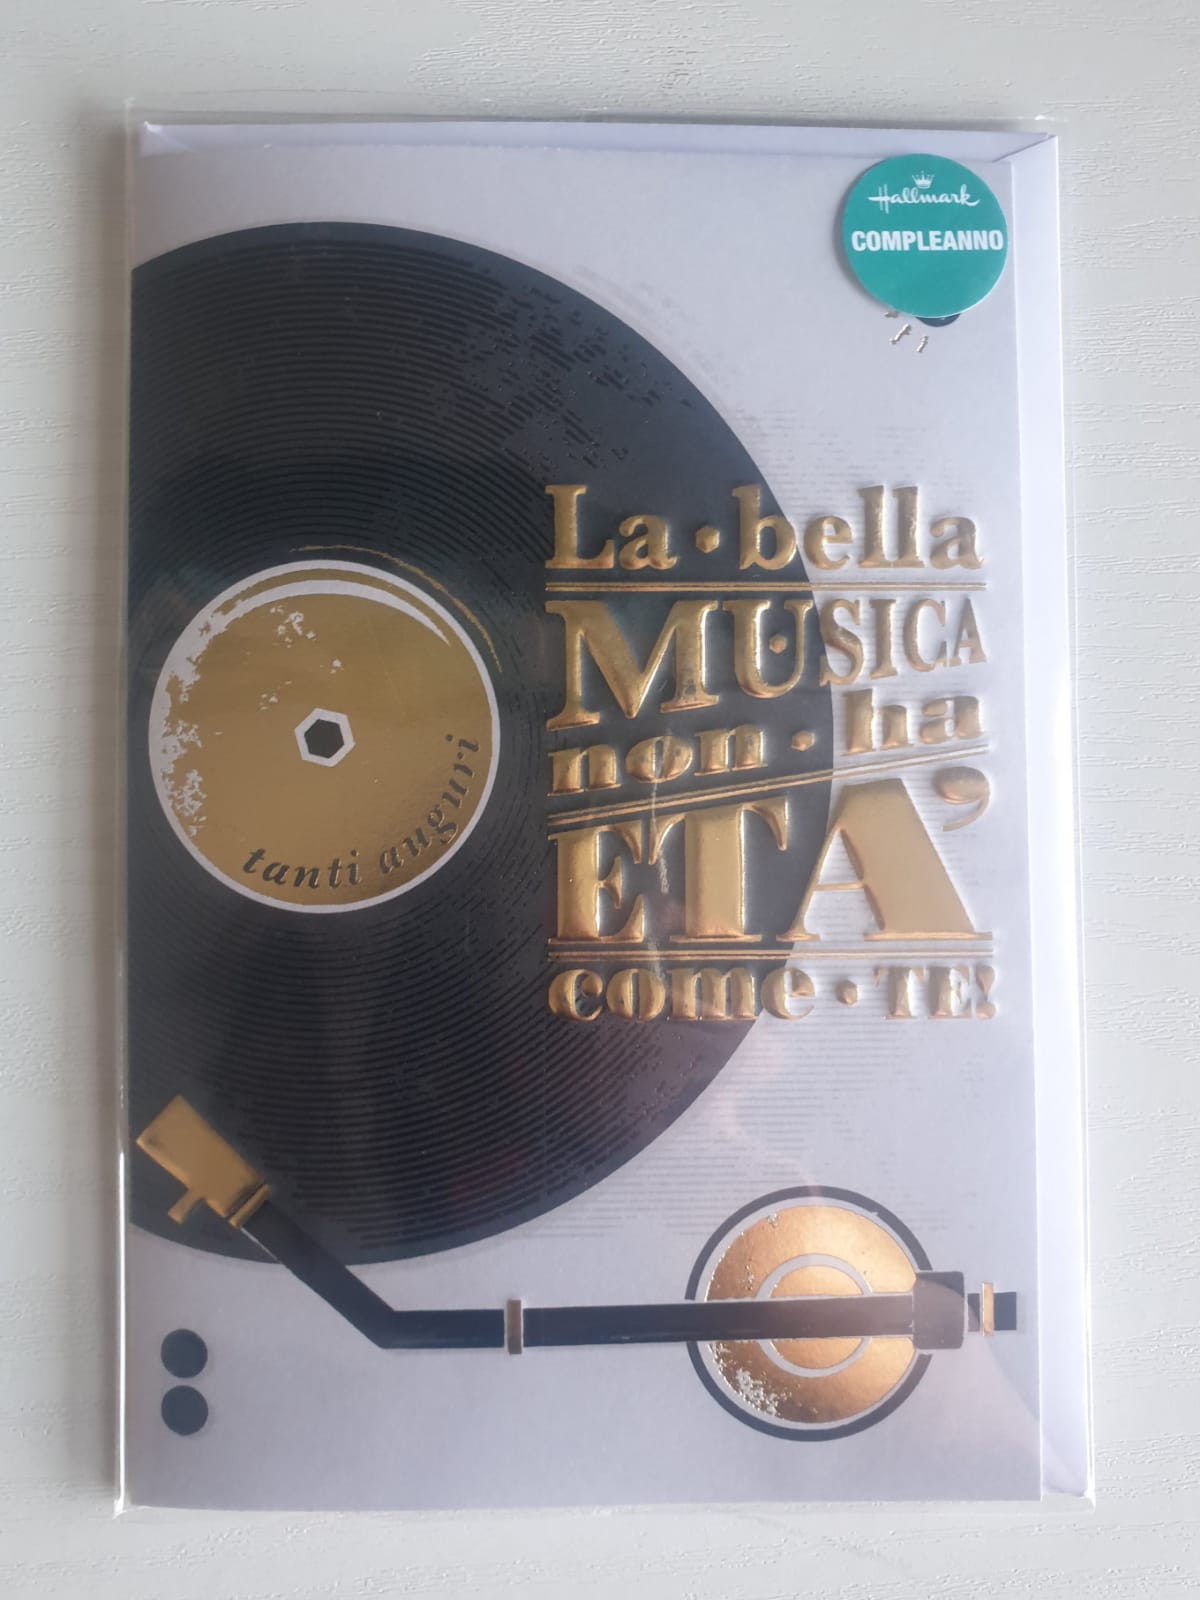 Hallmark
COMPLEANNO
La·bella
MUSICA
non·ha
ETA'
come·TE!
tanti auguri